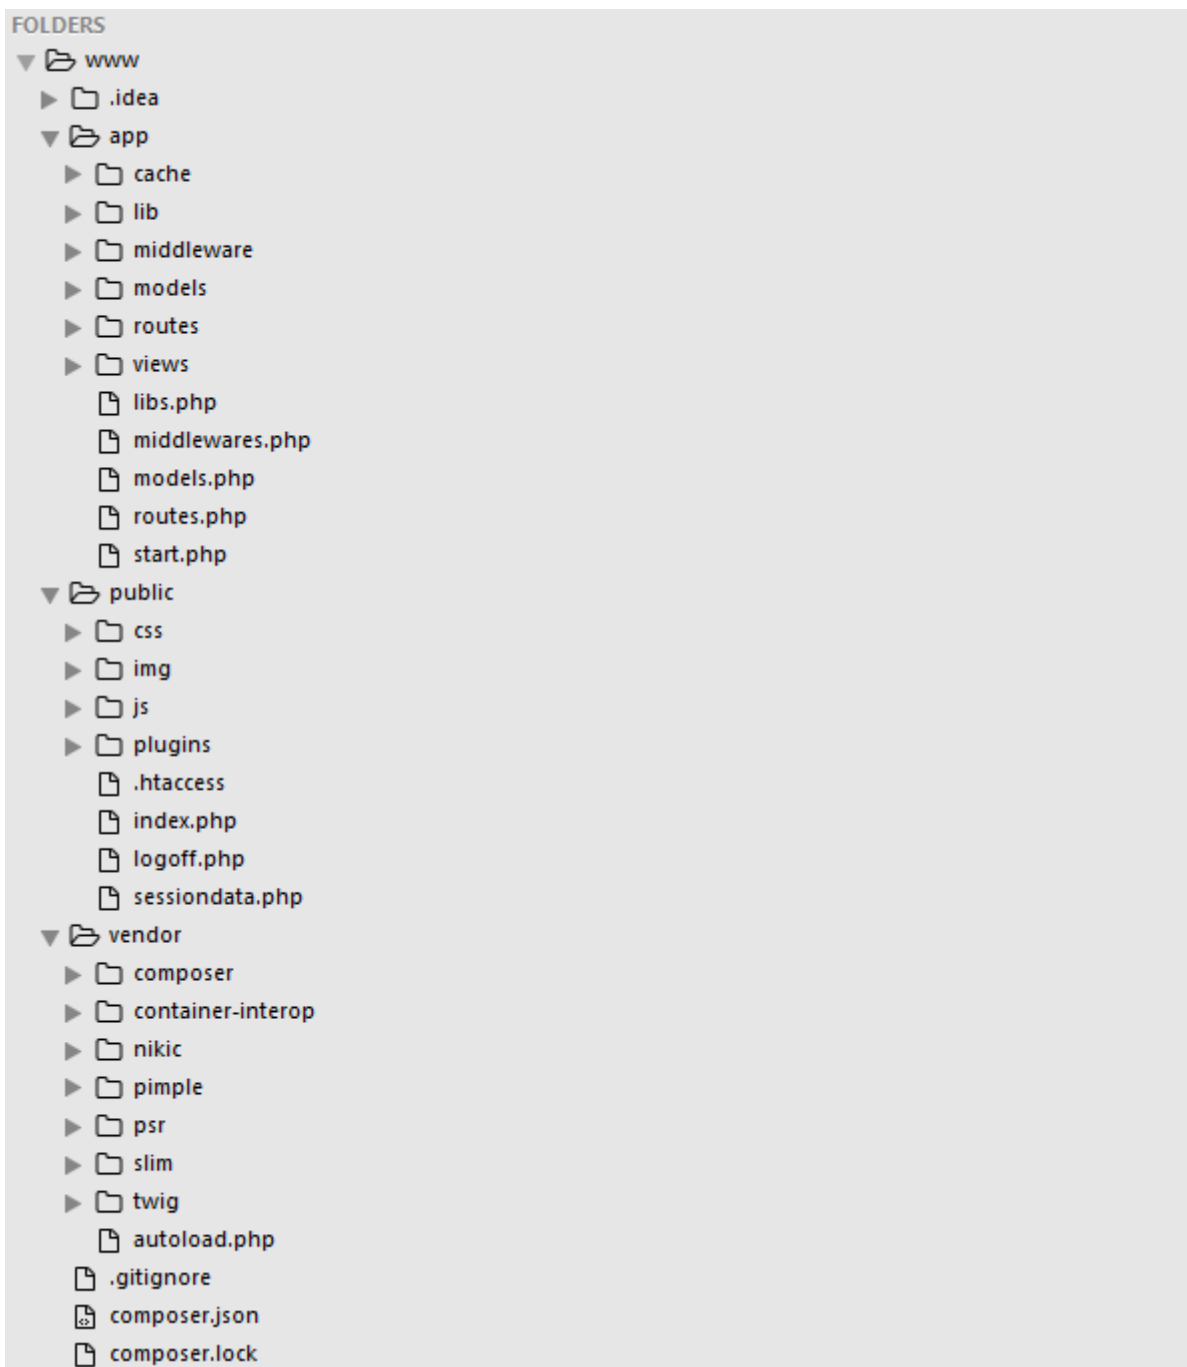 FOLDERS
www
.idea
app
cache
lib
middleware
models
routes
views
libs.php
middlewares.php
models.php
routes.php
start.php
public
css
img
js
plugins
.htaccess
index.php
logoff.php
sessiondata.php
vendor
composer
container-interop
nikic
pimple
psr
slim
twig
autoload.php
.gitignore
composer.json
composer.lock